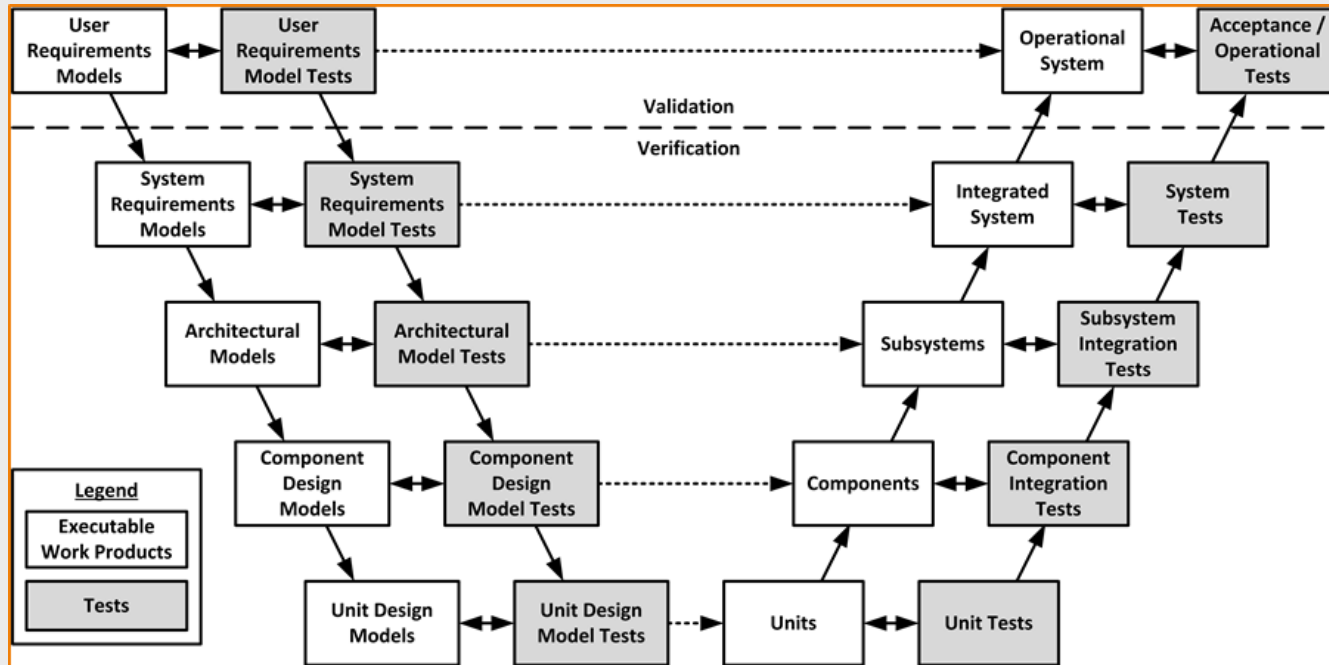 User
Requirements
Models
User
Requirements
Model Tests
Operational
System
Acceptance /
Operational
Tests
Validation
Verification
System
Requirements
Models
System
Requirements
Model Tests
Integrated
System
System
Tests
Architectural
Models
Architectural
Model Tests
Subsystems
Subsystem
Integration
Tests
Component
Design
Models
Component
Design
Model Tests
Components
Component
Integration
Tests
Legend
Executable
Work Products
Tests
Unit Design
Models
Unit Design
Model Tests
Units
Unit Tests